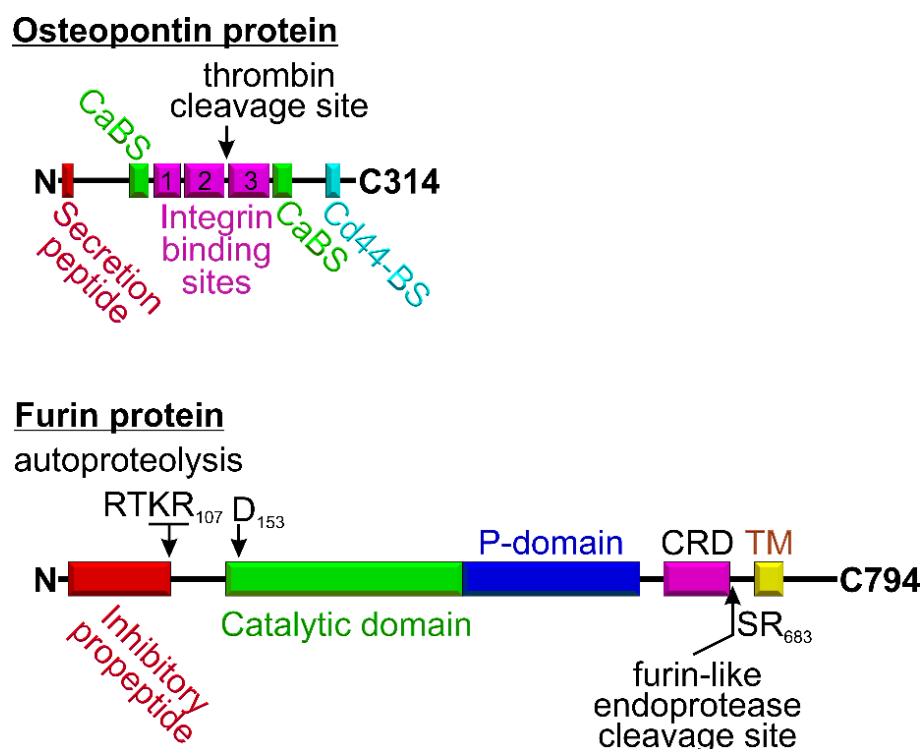 Osteopontin protein
thrombin
cleavage site
CaBS
N
1
2
3
C314
Secretion
peptide
Integrin
binding
sites
CaBS
Cd44-BS
Furin protein
autoproteolysis
RTKR107
D153
P-domain
CRD
TM
N
C794
Inhibitory
propeptide
Catalytic domain
SR683
furin-like
endoprotease
cleavage site